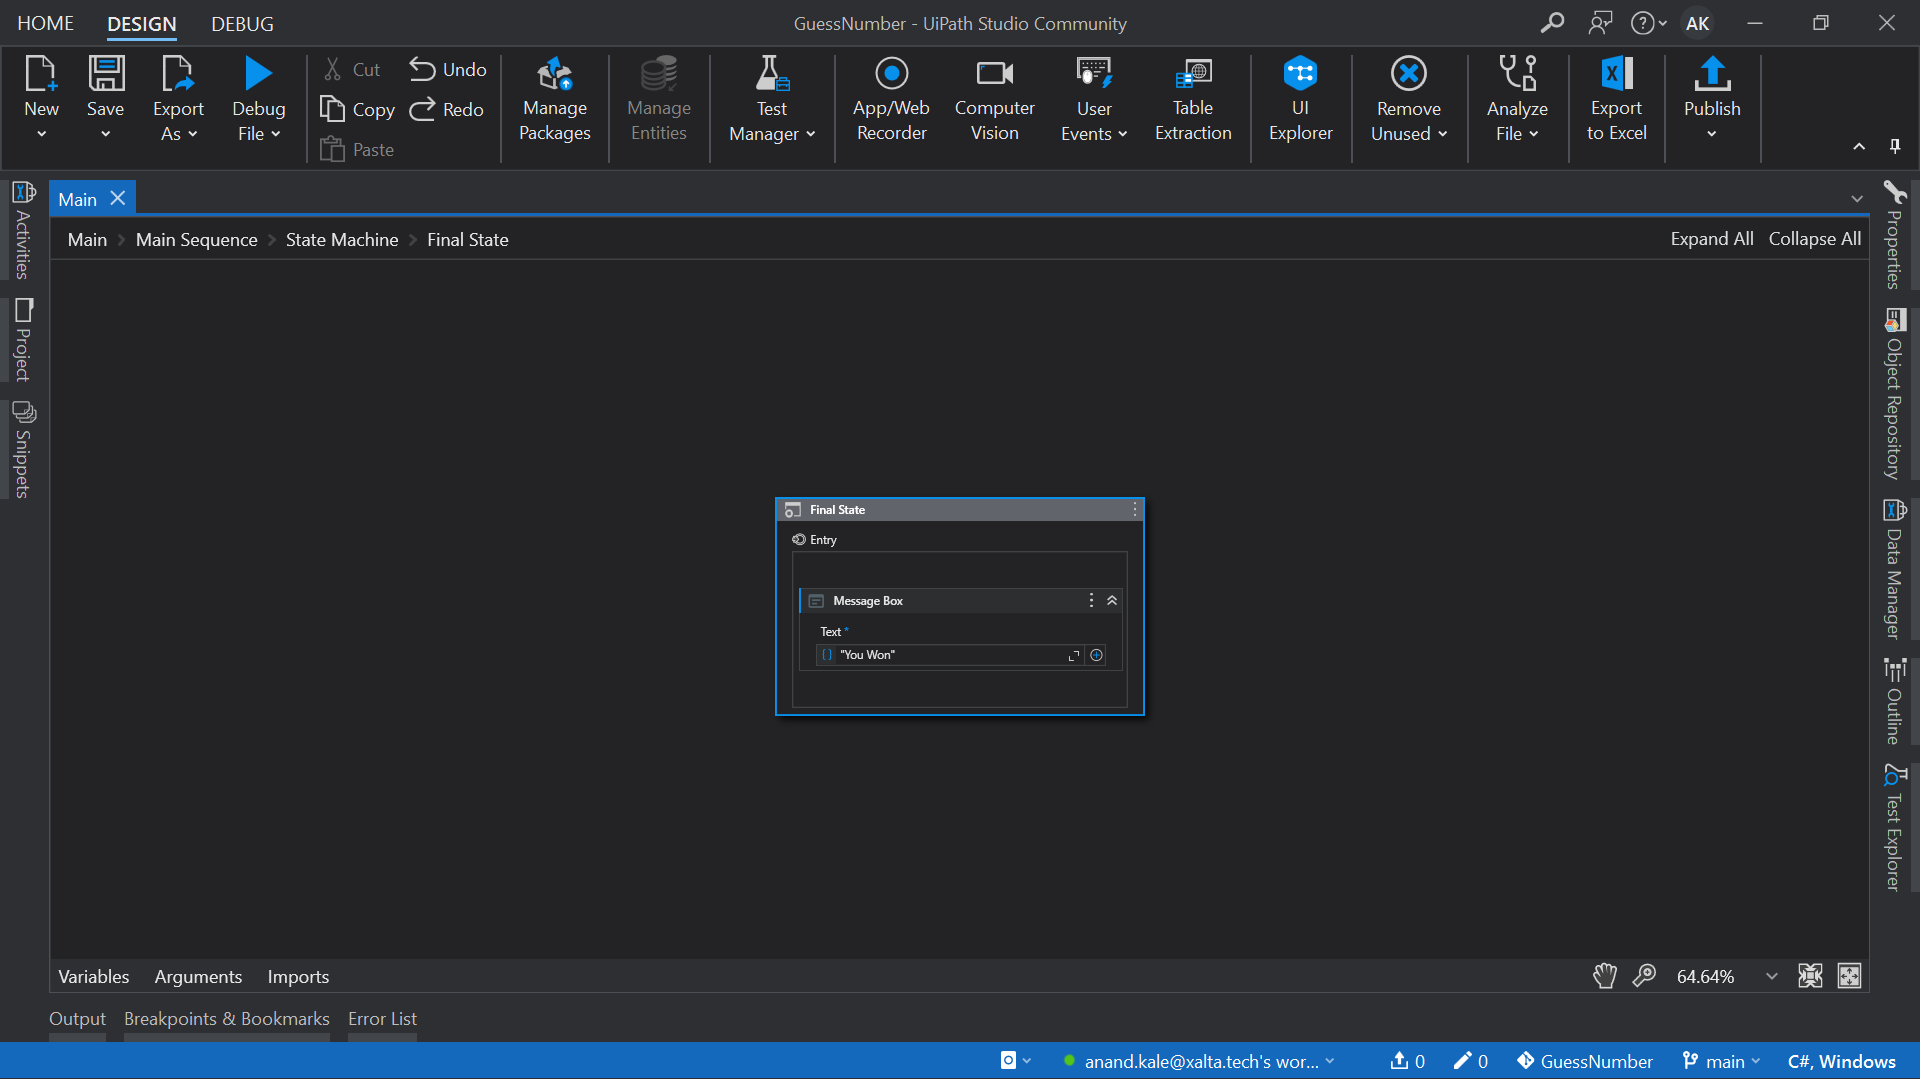 HOME DESIGN DEBUG GuessNumber - UiPath Studio Community AK
New Save Export As Debug File
Cut Copy Paste
Undo Redo
Manage Packages
Manage Entities
Test Manager
App/Web Recorder
Computer Vision
User Events
Table Extraction
UI Explorer
Remove Unused
Analyze File
Export to Excel
Publish
Activities
Project
Snippets
Main
Main Main Sequence State Machine Final State Expand All Collapse All
Final State
Entry
Message Box
Text *
"You Won"
Properties
Object Repository
Data Manager
Outline
Test Explorer
Variables Arguments Imports 64.64%
Output Breakpoints & Bookmarks Error List
anand.kale@xalta.tech's wor... 0 0 GuessNumber main C#, Windows